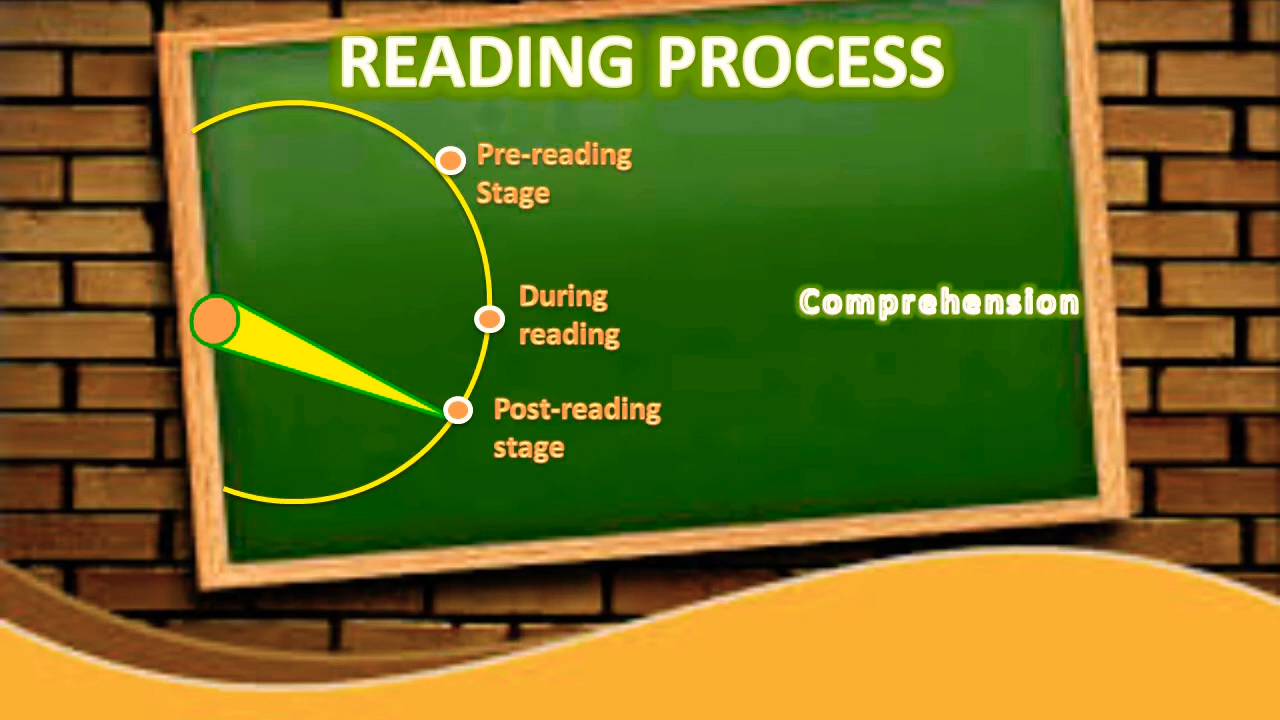 READING PROCESS
Pre-reading
Stage
During
reading
Comprehension
Post-reading
stage